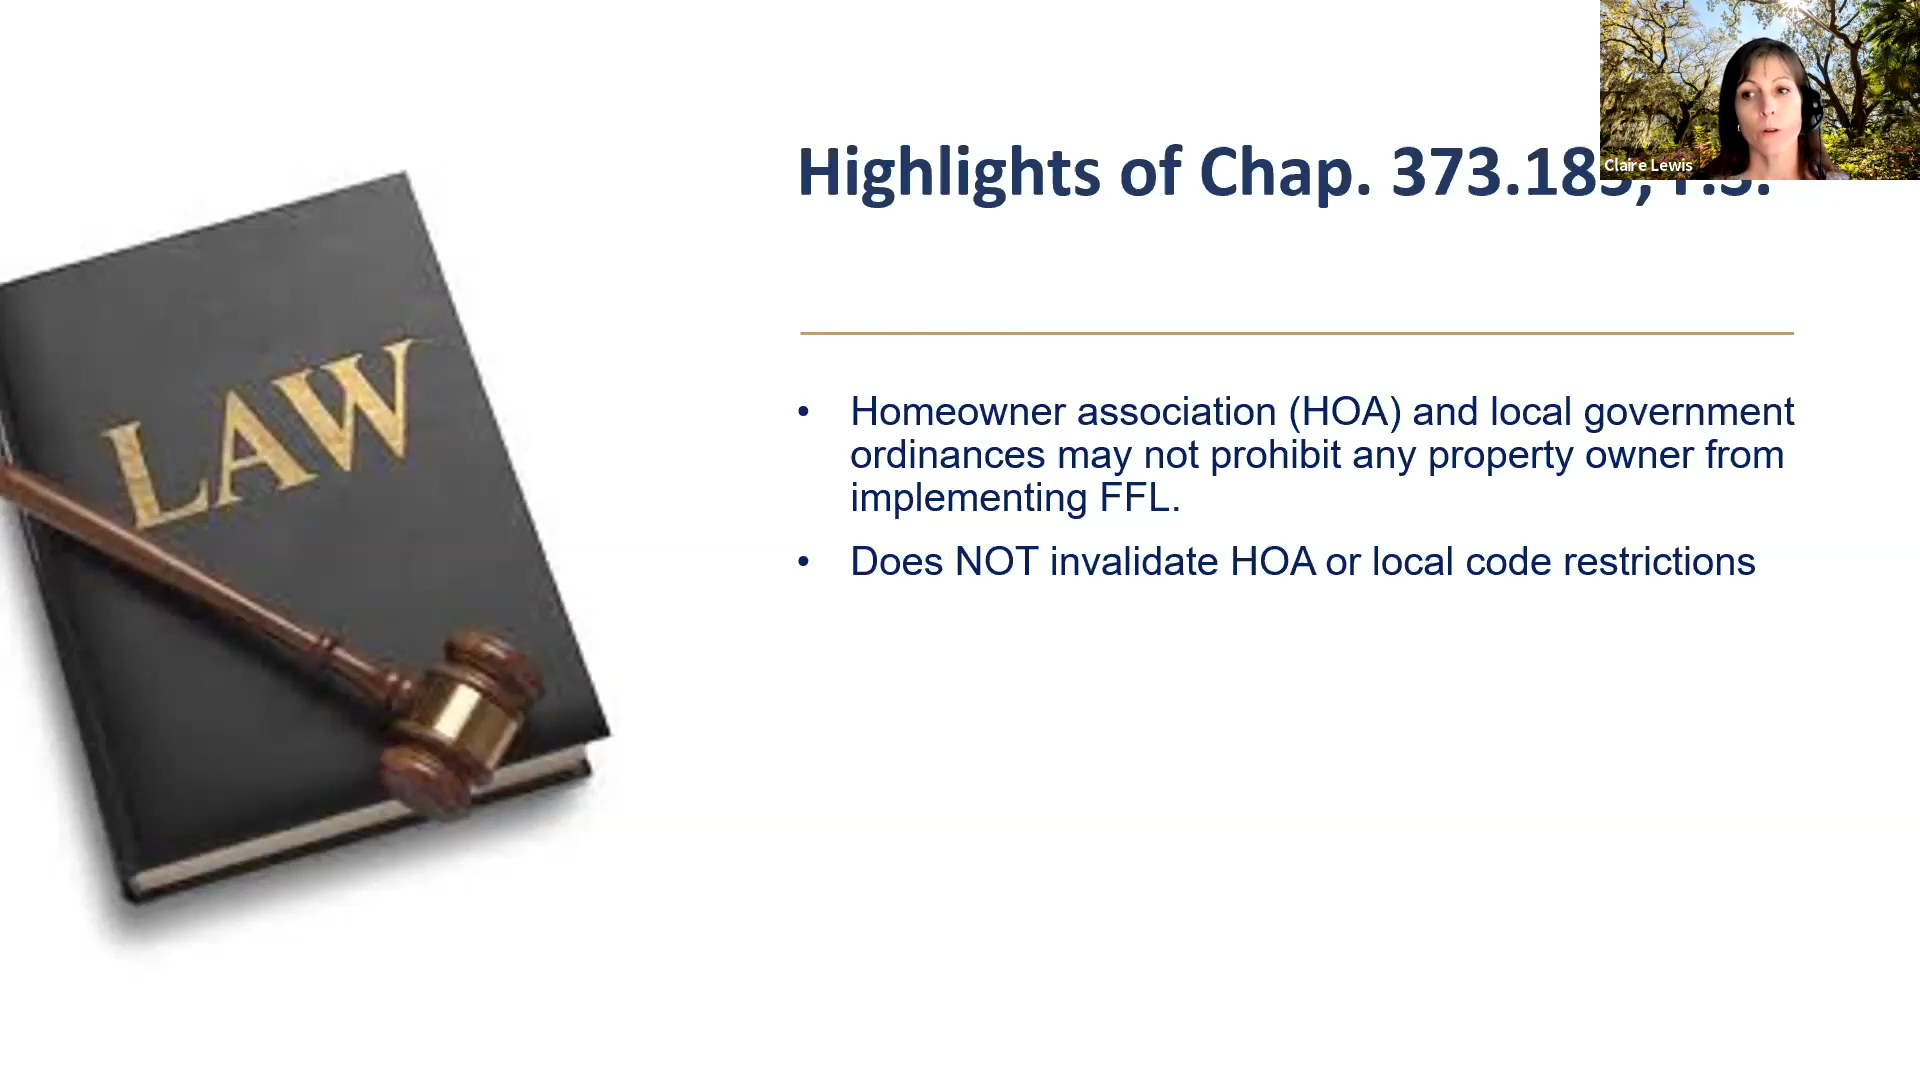 Highlights of Chap. 373.185, F.S.
Claire Lewis
LAW
• Homeowner association (HOA) and local government
ordinances may not prohibit any property owner from
implementing FFL.
• Does NOT invalidate HOA or local code restrictions